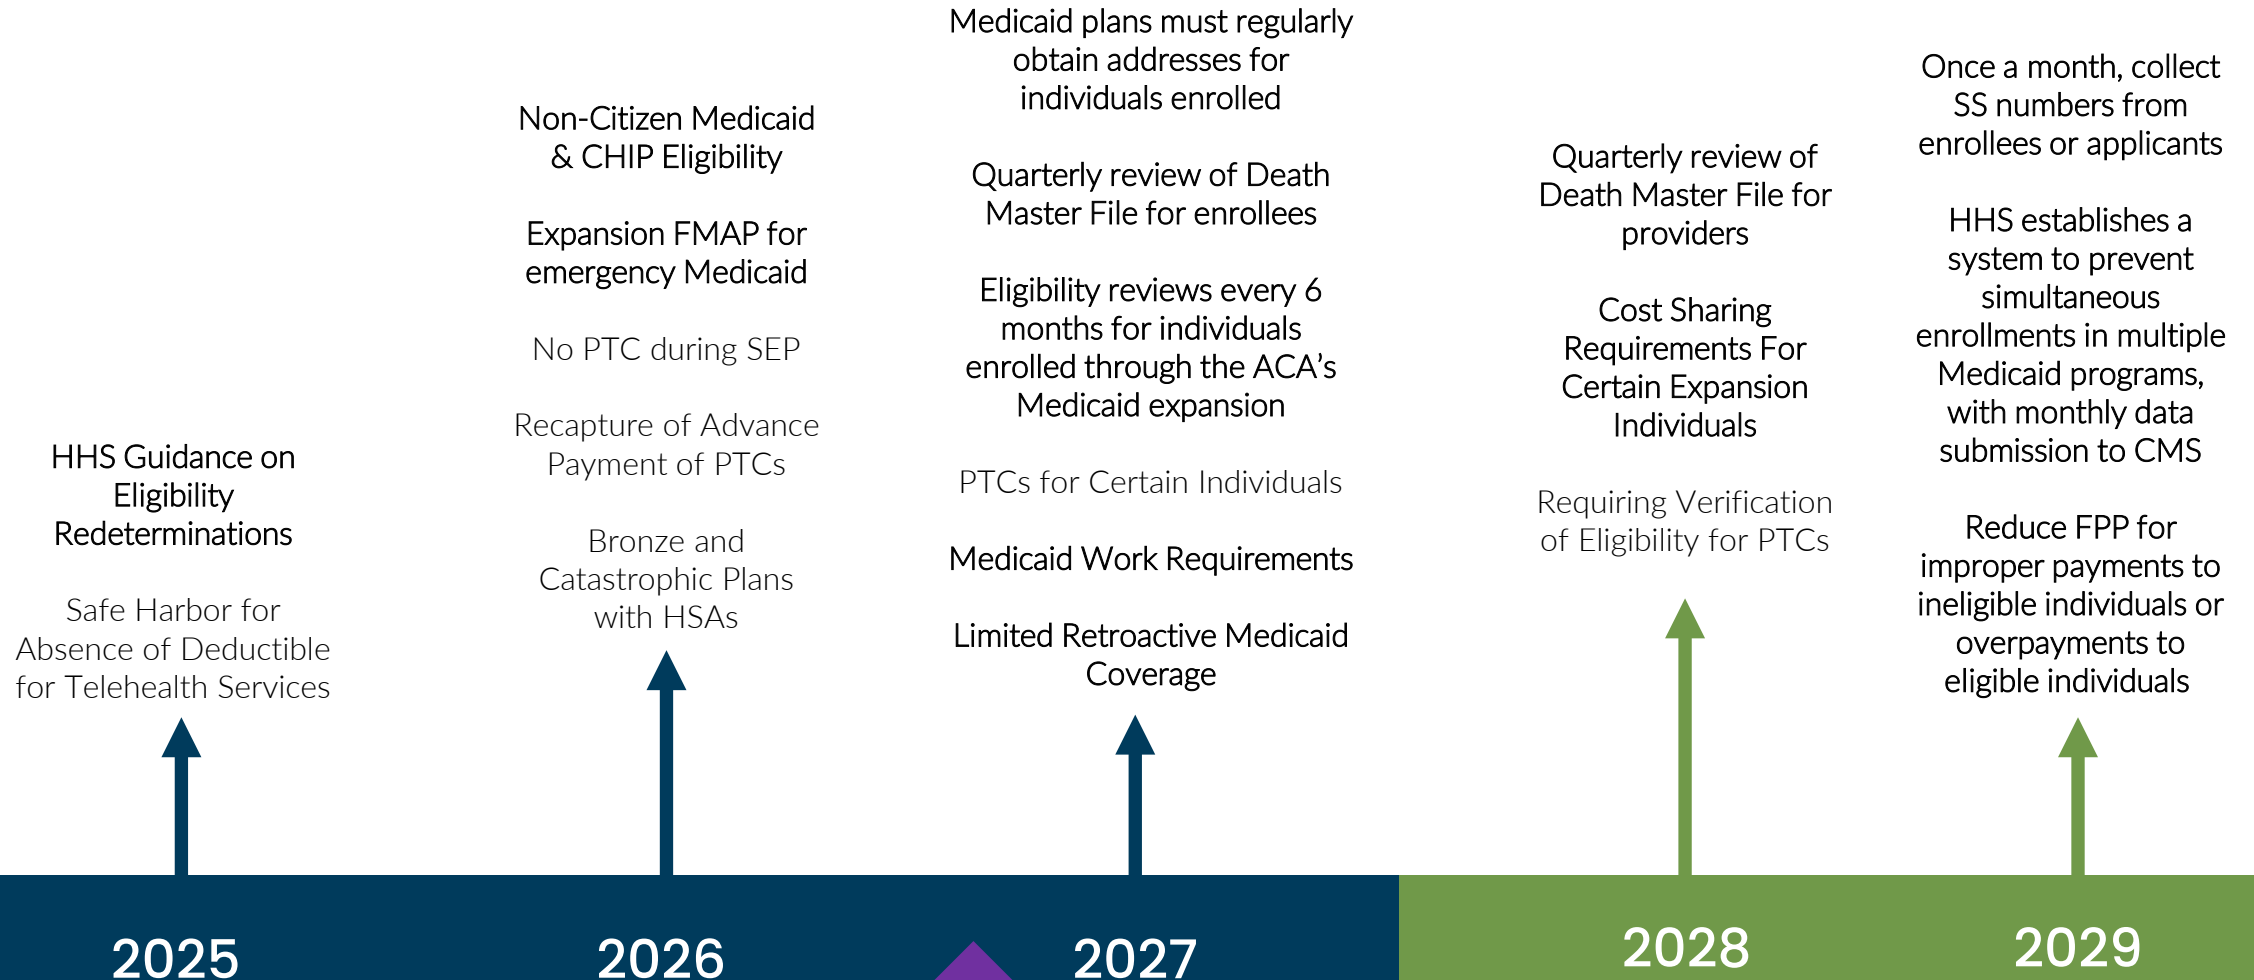 HHS Guidance on
Eligibility
Redeterminations
Safe Harbor for
Absence of Deductible
for Telehealth Services
2025
Non-Citizen Medicaid
& CHIP Eligibility
Expansion FMAP for
emergency Medicaid
No PTC during SEP
Recapture of Advance
Payment of PTCs
Bronze and
Catastrophic Plans
with HSAs
2026
Medicaid plans must regularly
obtain addresses for
individuals enrolled
Quarterly review of Death
Master File for enrollees
Eligibility reviews every 6
months for individuals
enrolled through the ACA’s
Medicaid expansion
PTCs for Certain Individuals
Medicaid Work Requirements
Limited Retroactive Medicaid
Coverage
2027
Quarterly review of
Death Master File for
providers
Cost Sharing
Requirements For
Certain Expansion
Individuals
Requiring Verification
of Eligibility for PTCs
2028
Once a month, collect
SS numbers from
enrollees or applicants
HHS establishes a
system to prevent
simultaneous
enrollments in multiple
Medicaid programs,
with monthly data
submission to CMS
Reduce FPP for
improper payments to
ineligible individuals or
overpayments to
eligible individuals
2029